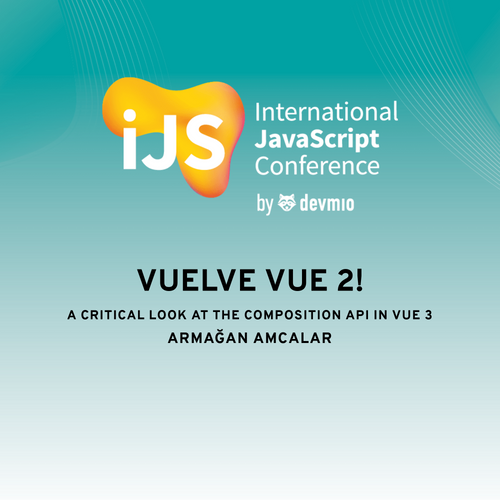 iJS
International
JavaScript
Conference
by devmio
VUELVE VUE 2!
A CRITICAL LOOK AT THE COMPOSITION API IN VUE 3
ARMAĞAN AMCALAR